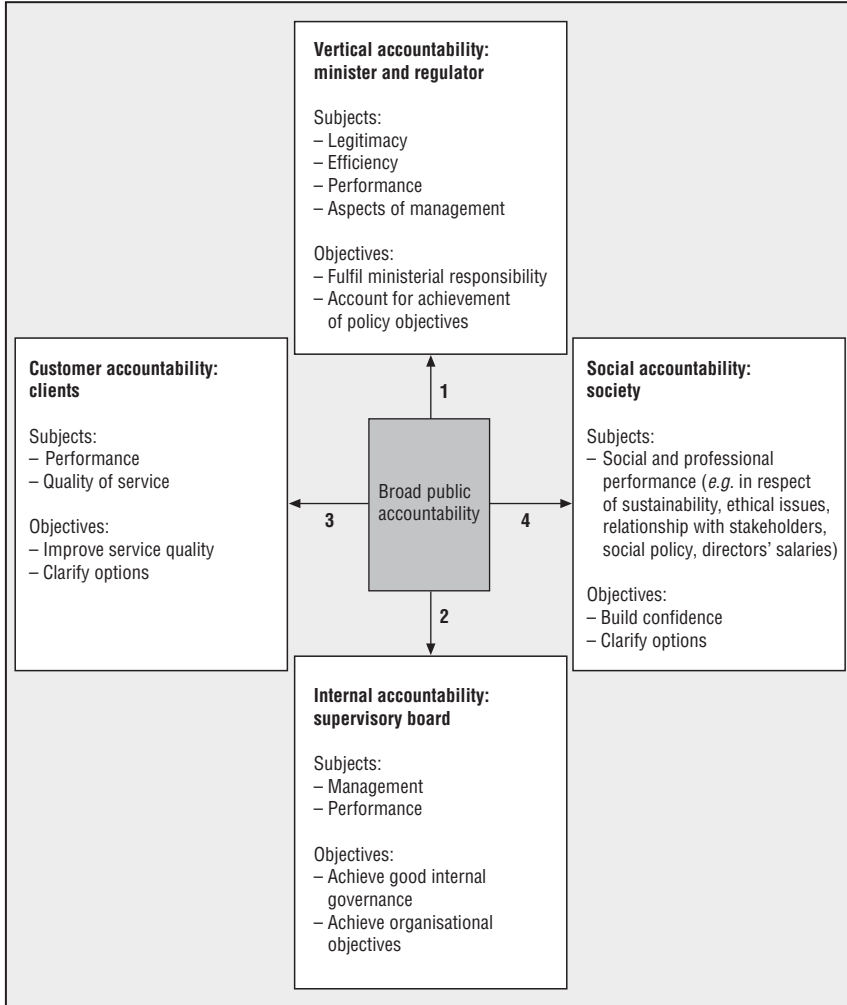 Vertical accountability:
minister and regulator
Subjects:
– Legitimacy
– Efficiency
– Performance
– Aspects of management
Objectives:
– Fulfil ministerial responsibility
– Account for achievement
of policy objectives
Customer accountability:
clients
Subjects:
– Performance
– Quality of service
Objectives:
– Improve service quality
– Clarify options
1
3
Broad public
accountability
4
2
Social accountability:
society
Subjects:
– Social and professional
performance (e.g. in respect
of sustainability, ethical issues,
relationship with stakeholders,
social policy, directors’ salaries)
Objectives:
– Build confidence
– Clarify options
Internal accountability:
supervisory board
Subjects:
– Management
– Performance
Objectives:
– Achieve good internal
governance
– Achieve organisational
objectives